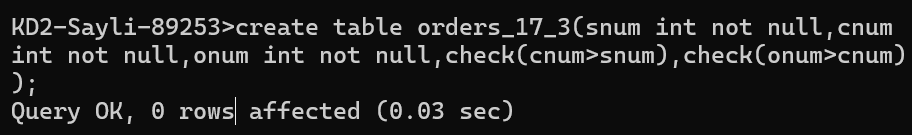 KD2-Sayli-89253>create table orders_17_3(snum int not null,cnum
int not null,onum int not null,check(cnum>snum),check(onum>cnum)
);
Query OK, 0 rows affected (0.03 sec)